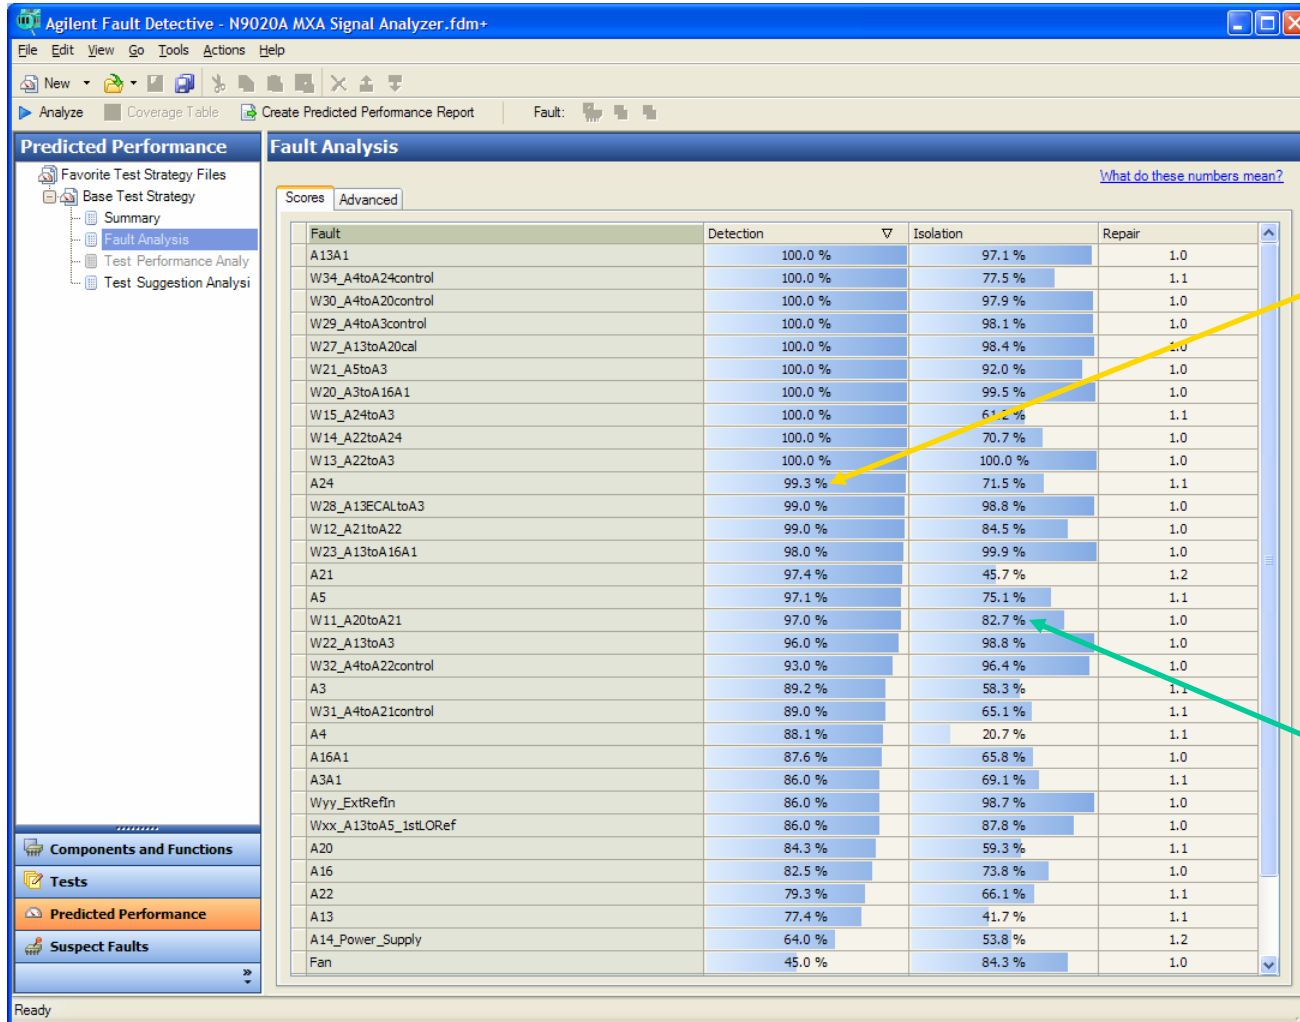 Agilent Fault Detective - N9020A MXA Signal Analyzer.fdm+
File Edit View Go Tools Actions Help
New
Analyze Coverage Table Create Predicted Performance Report Fault:
Predicted Performance
Favorite Test Strategy Files
Base Test Strategy
Summary
Fault Analysis
Test Performance Analy
Test Suggestion Analysi
Fault Analysis
What do these numbers mean?
Scores Advanced
Fault Detection Isolation Repair
A13A1 100.0 % 97.1 % 1.0
W34_A4toA24control 100.0 % 77.5 % 1.1
W30_A4toA20control 100.0 % 97.9 % 1.0
W29_A4toA3control 100.0 % 98.1 % 1.0
W27_A13toA20cal 100.0 % 98.4 % 1.0
W21_A5toA3 100.0 % 92.0 % 1.0
W20_A3toA16A1 100.0 % 99.5 % 1.0
W15_A24toA3 100.0 % 61.2 % 1.1
W14_A22toA24 100.0 % 70.7 % 1.0
W13_A22toA3 100.0 % 100.0 % 1.0
A24 99.3 % 71.5 % 1.1
W28_A13ECALtoA3 99.0 % 98.8 % 1.0
W12_A21toA22 99.0 % 84.5 % 1.0
W23_A13toA16A1 98.0 % 99.9 % 1.0
A21 97.4 % 45.7 % 1.2
A5 97.1 % 75.1 % 1.1
W11_A20toA21 97.0 % 82.7 % 1.0
W22_A13toA3 96.0 % 98.8 % 1.0
W32_A4toA22control 93.0 % 96.4 % 1.0
A3 89.2 % 58.3 % 1.1
W31_A4toA21control 89.0 % 65.1 % 1.1
A4 88.1 % 20.7 % 1.1
A16A1 87.6 % 65.8 % 1.0
A3A1 86.0 % 69.1 % 1.1
Wyy_ExtRefIn 86.0 % 98.7 % 1.0
Wxx_A13toA5_1stLORef 86.0 % 87.8 % 1.0
A20 84.3 % 59.3 % 1.1
A16 82.5 % 73.8 % 1.0
A22 79.3 % 66.1 % 1.1
A13 77.4 % 41.7 % 1.1
A14_Power_Supply 64.0 % 53.8 % 1.2
Fan 45.0 % 84.3 % 1.0
Components and Functions
Tests
Predicted Performance
Suspect Faults
Ready